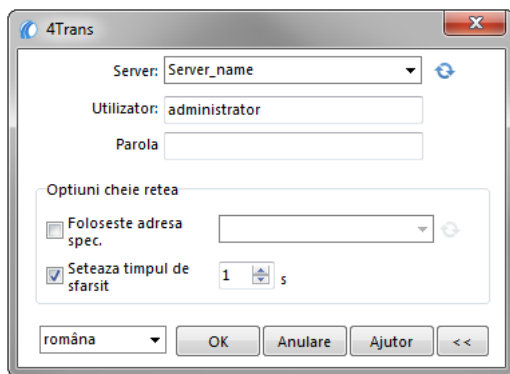 4Trans
Server: Server_name
Utilizator: administrator
Parola
Optiuni cheie retea
Foloseste adresa
spec.
Seteaza timpul de
sfarsit
1 s
româna OK Anulare Ajutor <<